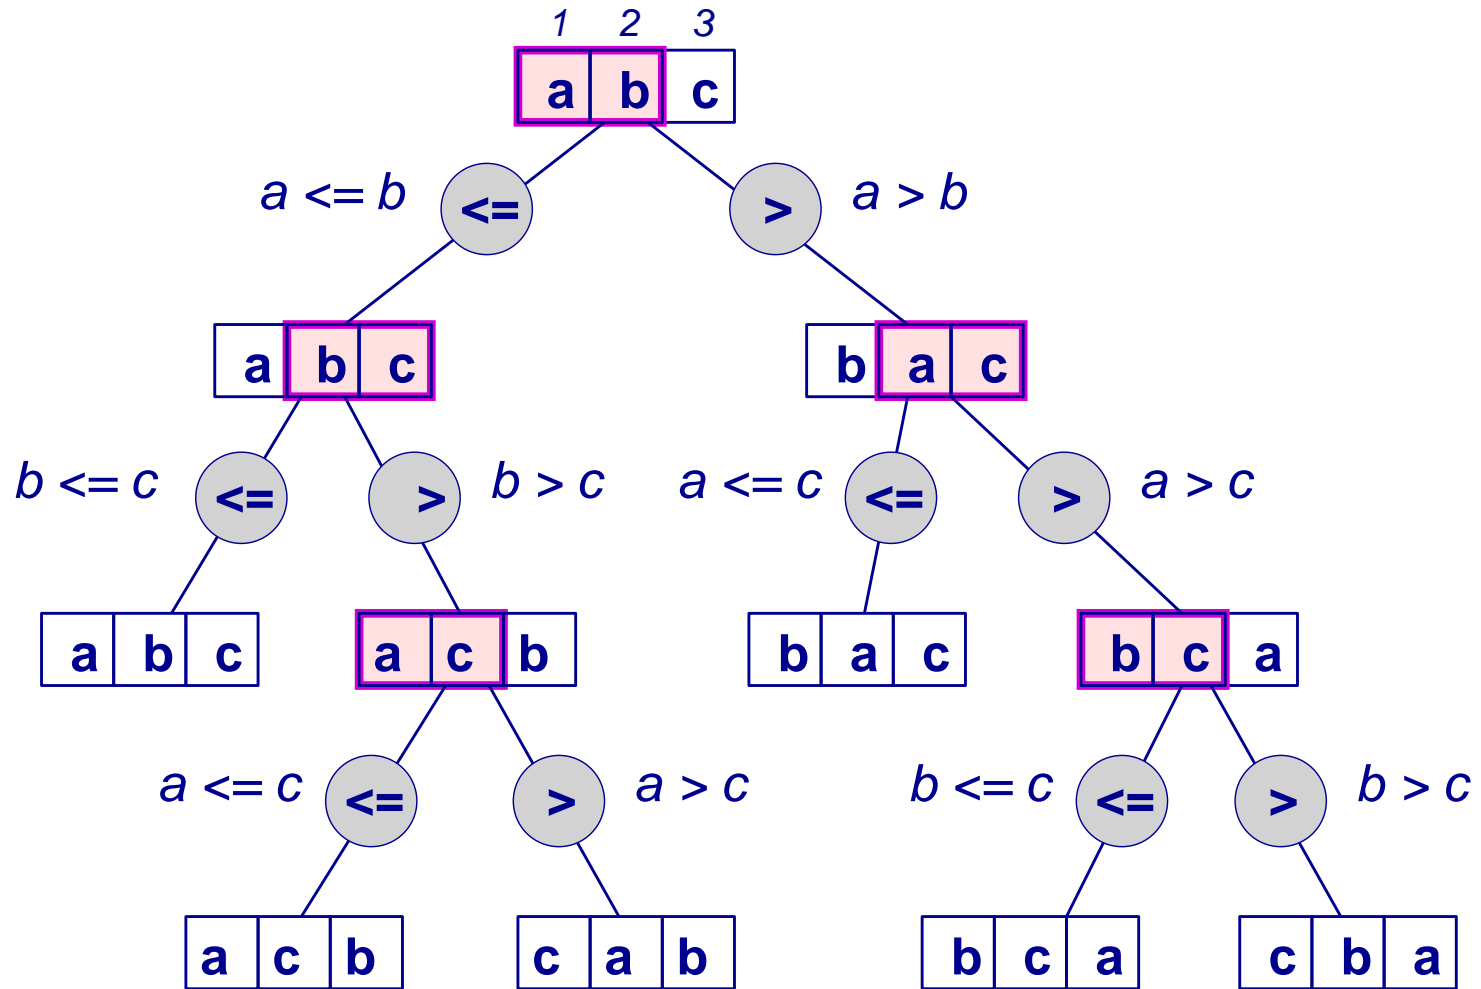 1 2 3
a b c
a <= b <= > a > b
a b c b a c
b <= c <= > b > c a <= c <= > a > c
a b c a c b b a c b c a
a <= c <= > a > c b <= c <= > b > c
a c b c a b b c a c b a